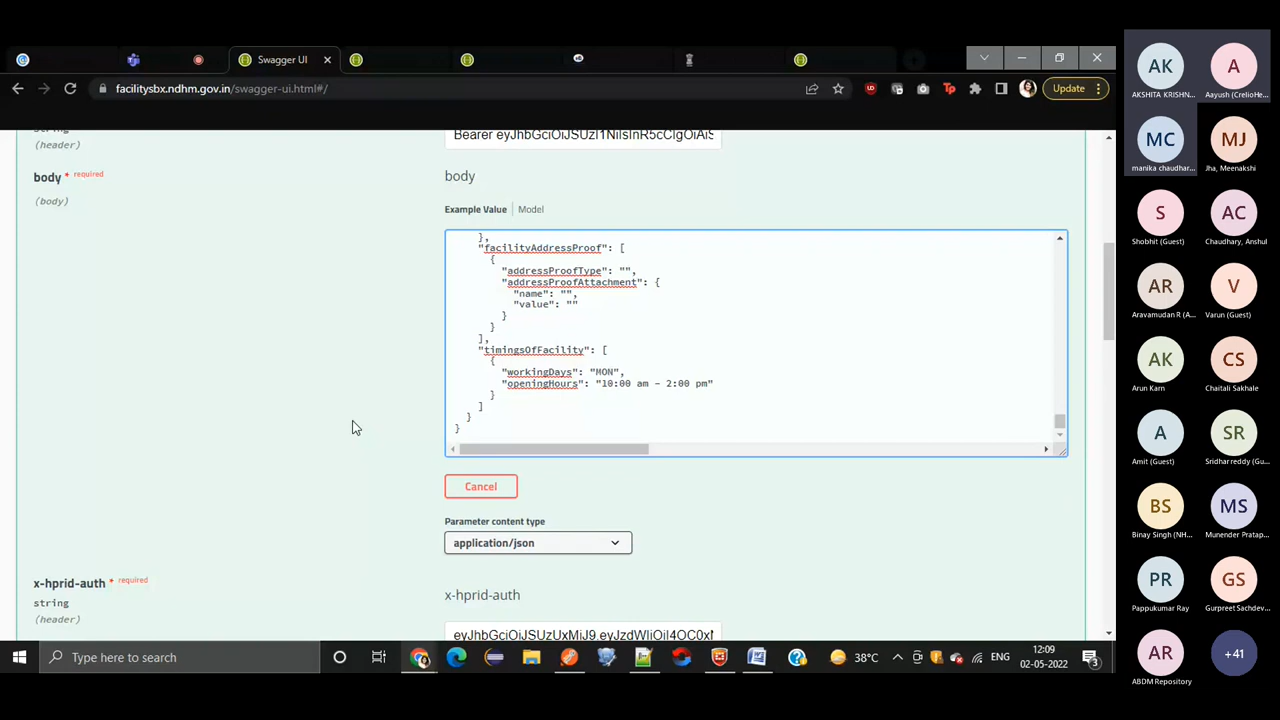 Swagger UI
facilitysbx.ndhm.gov.in/swagger-ui.html#/
Update
string
(header)
Bearer eyJhbGciOiJSUzI1NiIsInR5cCIgOiAiS
body * required
(body)
body
Example Value | Model
},
"facilityAddressProof": [
{
"addressProofType": "",
"addressProofAttachment": {
"name": "",
"value": ""
}
}
],
"timingsOfFacility": [
{
"workingDays": "MON",
"openingHours": "10:00 am - 2:00 pm"
}
]
}
}
Cancel
Parameter content type
application/json
x-hprid-auth * required
string
(header)
x-hprid-auth
Type here to search
38°C
ENG
12:09
02-05-2022
3
AK
AKSHITA KRISHN...
A
Aayush (CrelioHe...
MC
manika chaudhar...
MJ
Jha, Meenakshi
S
Shobhit (Guest)
AC
Chaudhary, Anshul
AR
Aravamudan R (A...
V
Varun (Guest)
AK
Arun Karn
CS
Chaitali Sakhale
A
Amit (Guest)
SR
Sridhar reddy (Gu...
BS
Binay Singh (NH...
MS
Munender Pratap...
PR
Pappukumar Ray
GS
Gurpreet Sachdev...
AR
ABDM Repository
+41